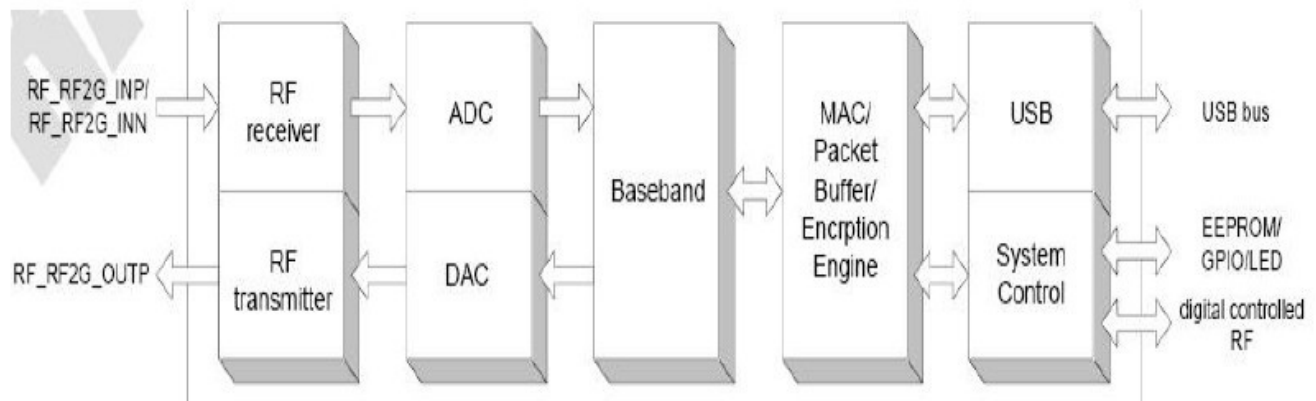 RF_RF2G_INP/
RF_RF2G_INN
RF
receiver
ADC
Baseband
MAC/
Packet
Buffer/
Encrption
Engine
USB
USB bus
RF_RF2G_OUTP
RF
transmitter
DAC
System
Control
EEPROM/
GPIO/LED
digital controlled
RF